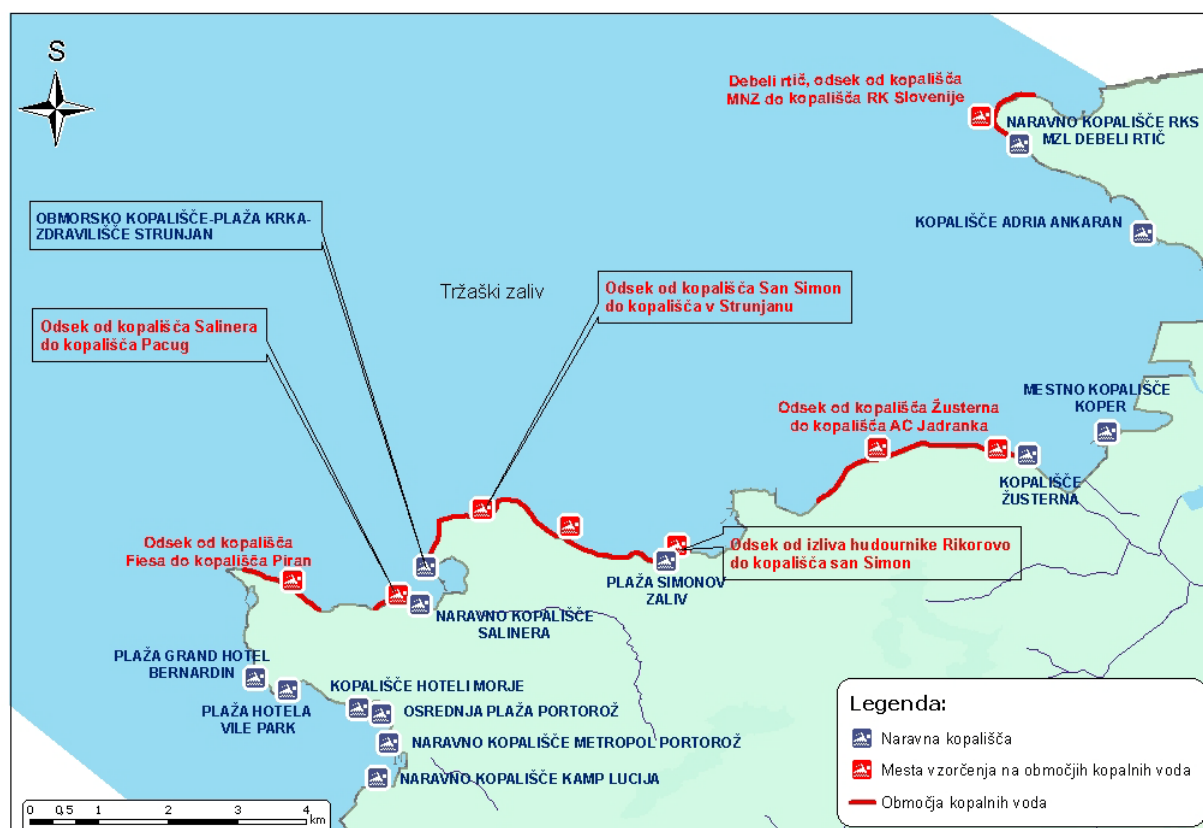 S
Debeli rtič, odsek od kopališča
MNZ do kopališča RK Slovenije
NARAVNO KOPALIŠČE RKS
MZL DEBELI RTIČ
OBMORSKO KOPALIŠČE-PLAŽA KRKA-
ZDRAVILIŠČE STRUNJAN
KOPALIŠČE ADRIA ANKARAN
Tržaški zaliv
Odsek od kopališča San Simon
do kopališča v Strunjanu
Odsek od kopališča Salinera
do kopališča Pacug
MESTNO KOPALIŠČE
KOPER
Odsek od kopališča Žusterna
do kopališča AC Jadranka
KOPALIŠČE
ŽUSTERNA
Odsek od kopališča
Fiesa do kopališča Piran
Odsek od izliva hudournike Rikorovo
do kopališča san Simon
PLAŽA SIMONOV
ZALIV
NARAVNO KOPALIŠČE
SALINERA
PLAŽA GRAND HOTEL
BERNARDIN
PLAŽA HOTELA
VILE PARK
KOPALIŠČE HOTELI MORJE
OSREDNJA PLAŽA PORTOROŽ
NARAVNO KOPALIŠČE METROPOL PORTOROŽ
NARAVNO KOPALIŠČE KAMP LUCIJA
Legenda:
Naravna kopališča
Mesta vzorčenja na območjih kopalnih voda
Območja kopalnih voda
0 0,5 1 2 3 4
km